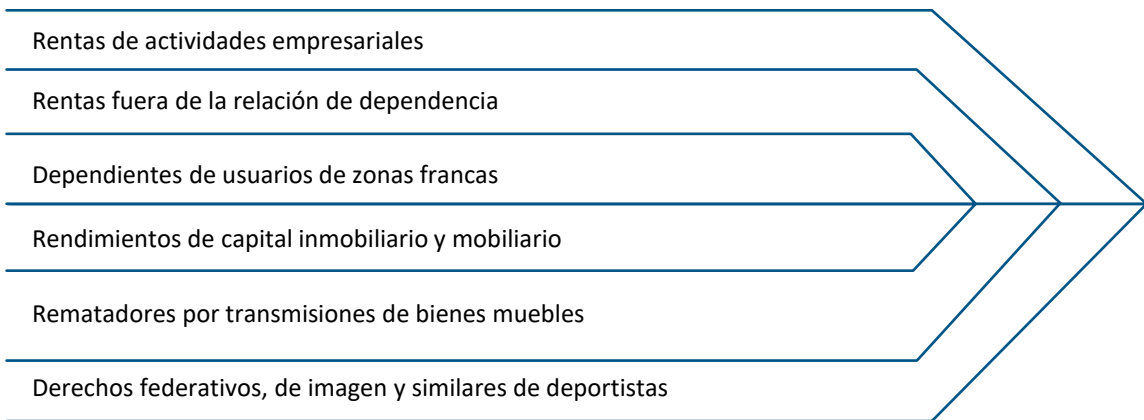 Rentas de actividades empresariales
Rentas fuera de la relación de dependencia
Dependientes de usuarios de zonas francas
Rendimientos de capital inmobiliario y mobiliario
Rematadores por transmisiones de bienes muebles
Derechos federativos, de imagen y similares de deportistas